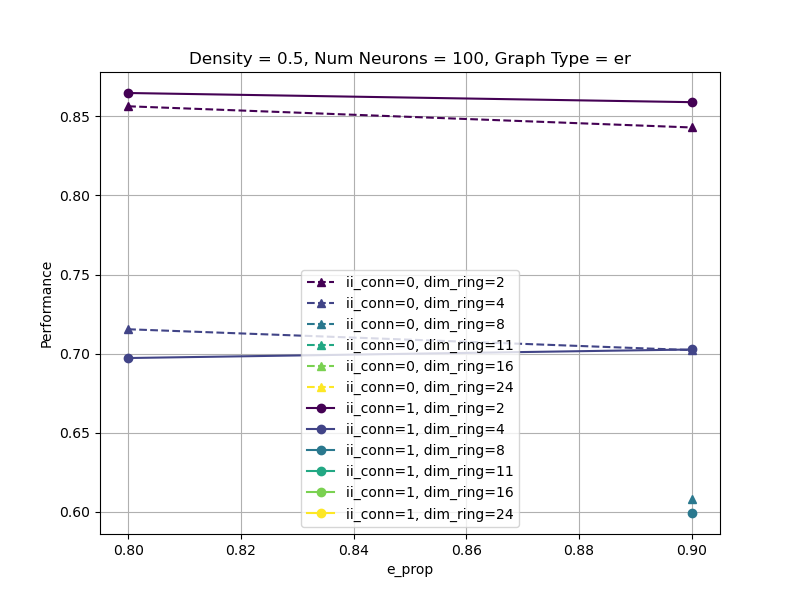 Density = 0.5, Num Neurons = 100, Graph Type = er
Performance
0.85
0.80
0.75
0.70
0.65
0.60
ii_conn=0, dim_ring=2
ii_conn=0, dim_ring=4
ii_conn=0, dim_ring=8
ii_conn=0, dim_ring=11
ii_conn=0, dim_ring=16
ii_conn=0, dim_ring=24
ii_conn=1, dim_ring=2
ii_conn=1, dim_ring=4
ii_conn=1, dim_ring=8
ii_conn=1, dim_ring=11
ii_conn=1, dim_ring=16
ii_conn=1, dim_ring=24
0.80 0.82 0.84 0.86 0.88 0.90
e_prop